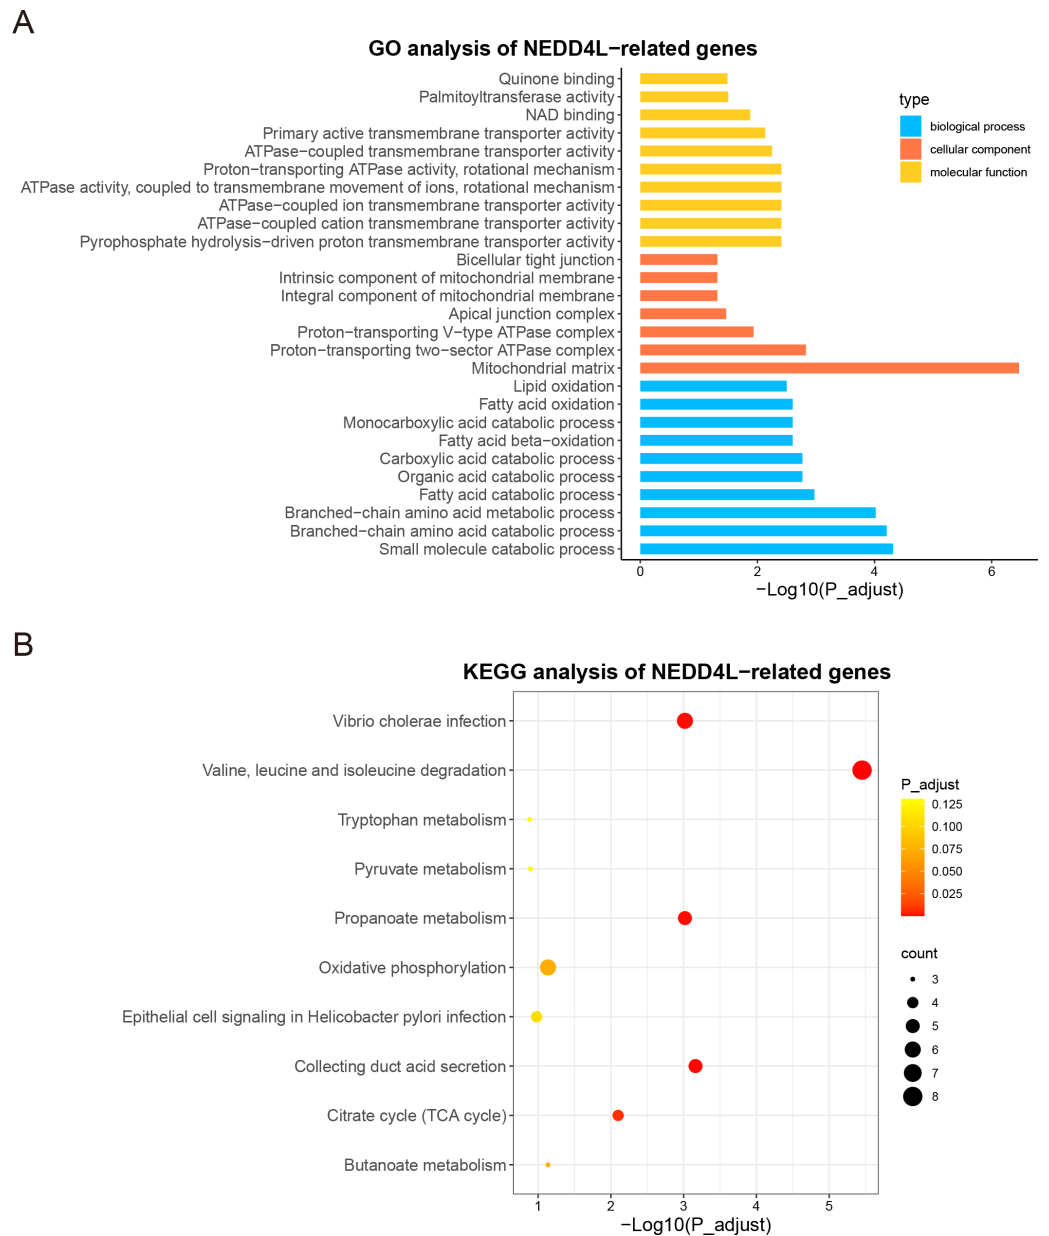 A
GO analysis of NEDD4L−related genes
Quinone binding
Palmitoyltransferase activity
NAD binding
Primary active transmembrane transporter activity
ATPase−coupled transmembrane transporter activity
Proton−transporting ATPase activity, rotational mechanism
ATPase activity, coupled to transmembrane movement of ions, rotational mechanism
ATPase−coupled ion transmembrane transporter activity
ATPase−coupled cation transmembrane transporter activity
Pyrophosphate hydrolysis−driven proton transmembrane transporter activity
Bicellular tight junction
Intrinsic component of mitochondrial membrane
Integral component of mitochondrial membrane
Apical junction complex
Proton−transporting V−type ATPase complex
Proton−transporting two−sector ATPase complex
Mitochondrial matrix
Lipid oxidation
Fatty acid oxidation
Monocarboxylic acid catabolic process
Fatty acid beta−oxidation
Carboxylic acid catabolic process
Organic acid catabolic process
Fatty acid catabolic process
Branched−chain amino acid metabolic process
Branched−chain amino acid catabolic process
Small molecule catabolic process
0 2 4 6
−Log10(P_adjust)
type
biological process
cellular component
molecular function
B
KEGG analysis of NEDD4L−related genes
Vibrio cholerae infection
Valine, leucine and isoleucine degradation
Tryptophan metabolism
Pyruvate metabolism
Propanoate metabolism
Oxidative phosphorylation
Epithelial cell signaling in Helicobacter pylori infection
Collecting duct acid secretion
Citrate cycle (TCA cycle)
Butanoate metabolism
1 2 3 4 5
−Log10(P_adjust)
P_adjust
0.125
0.100
0.075
0.050
0.025
count
3
4
5
6
7
8